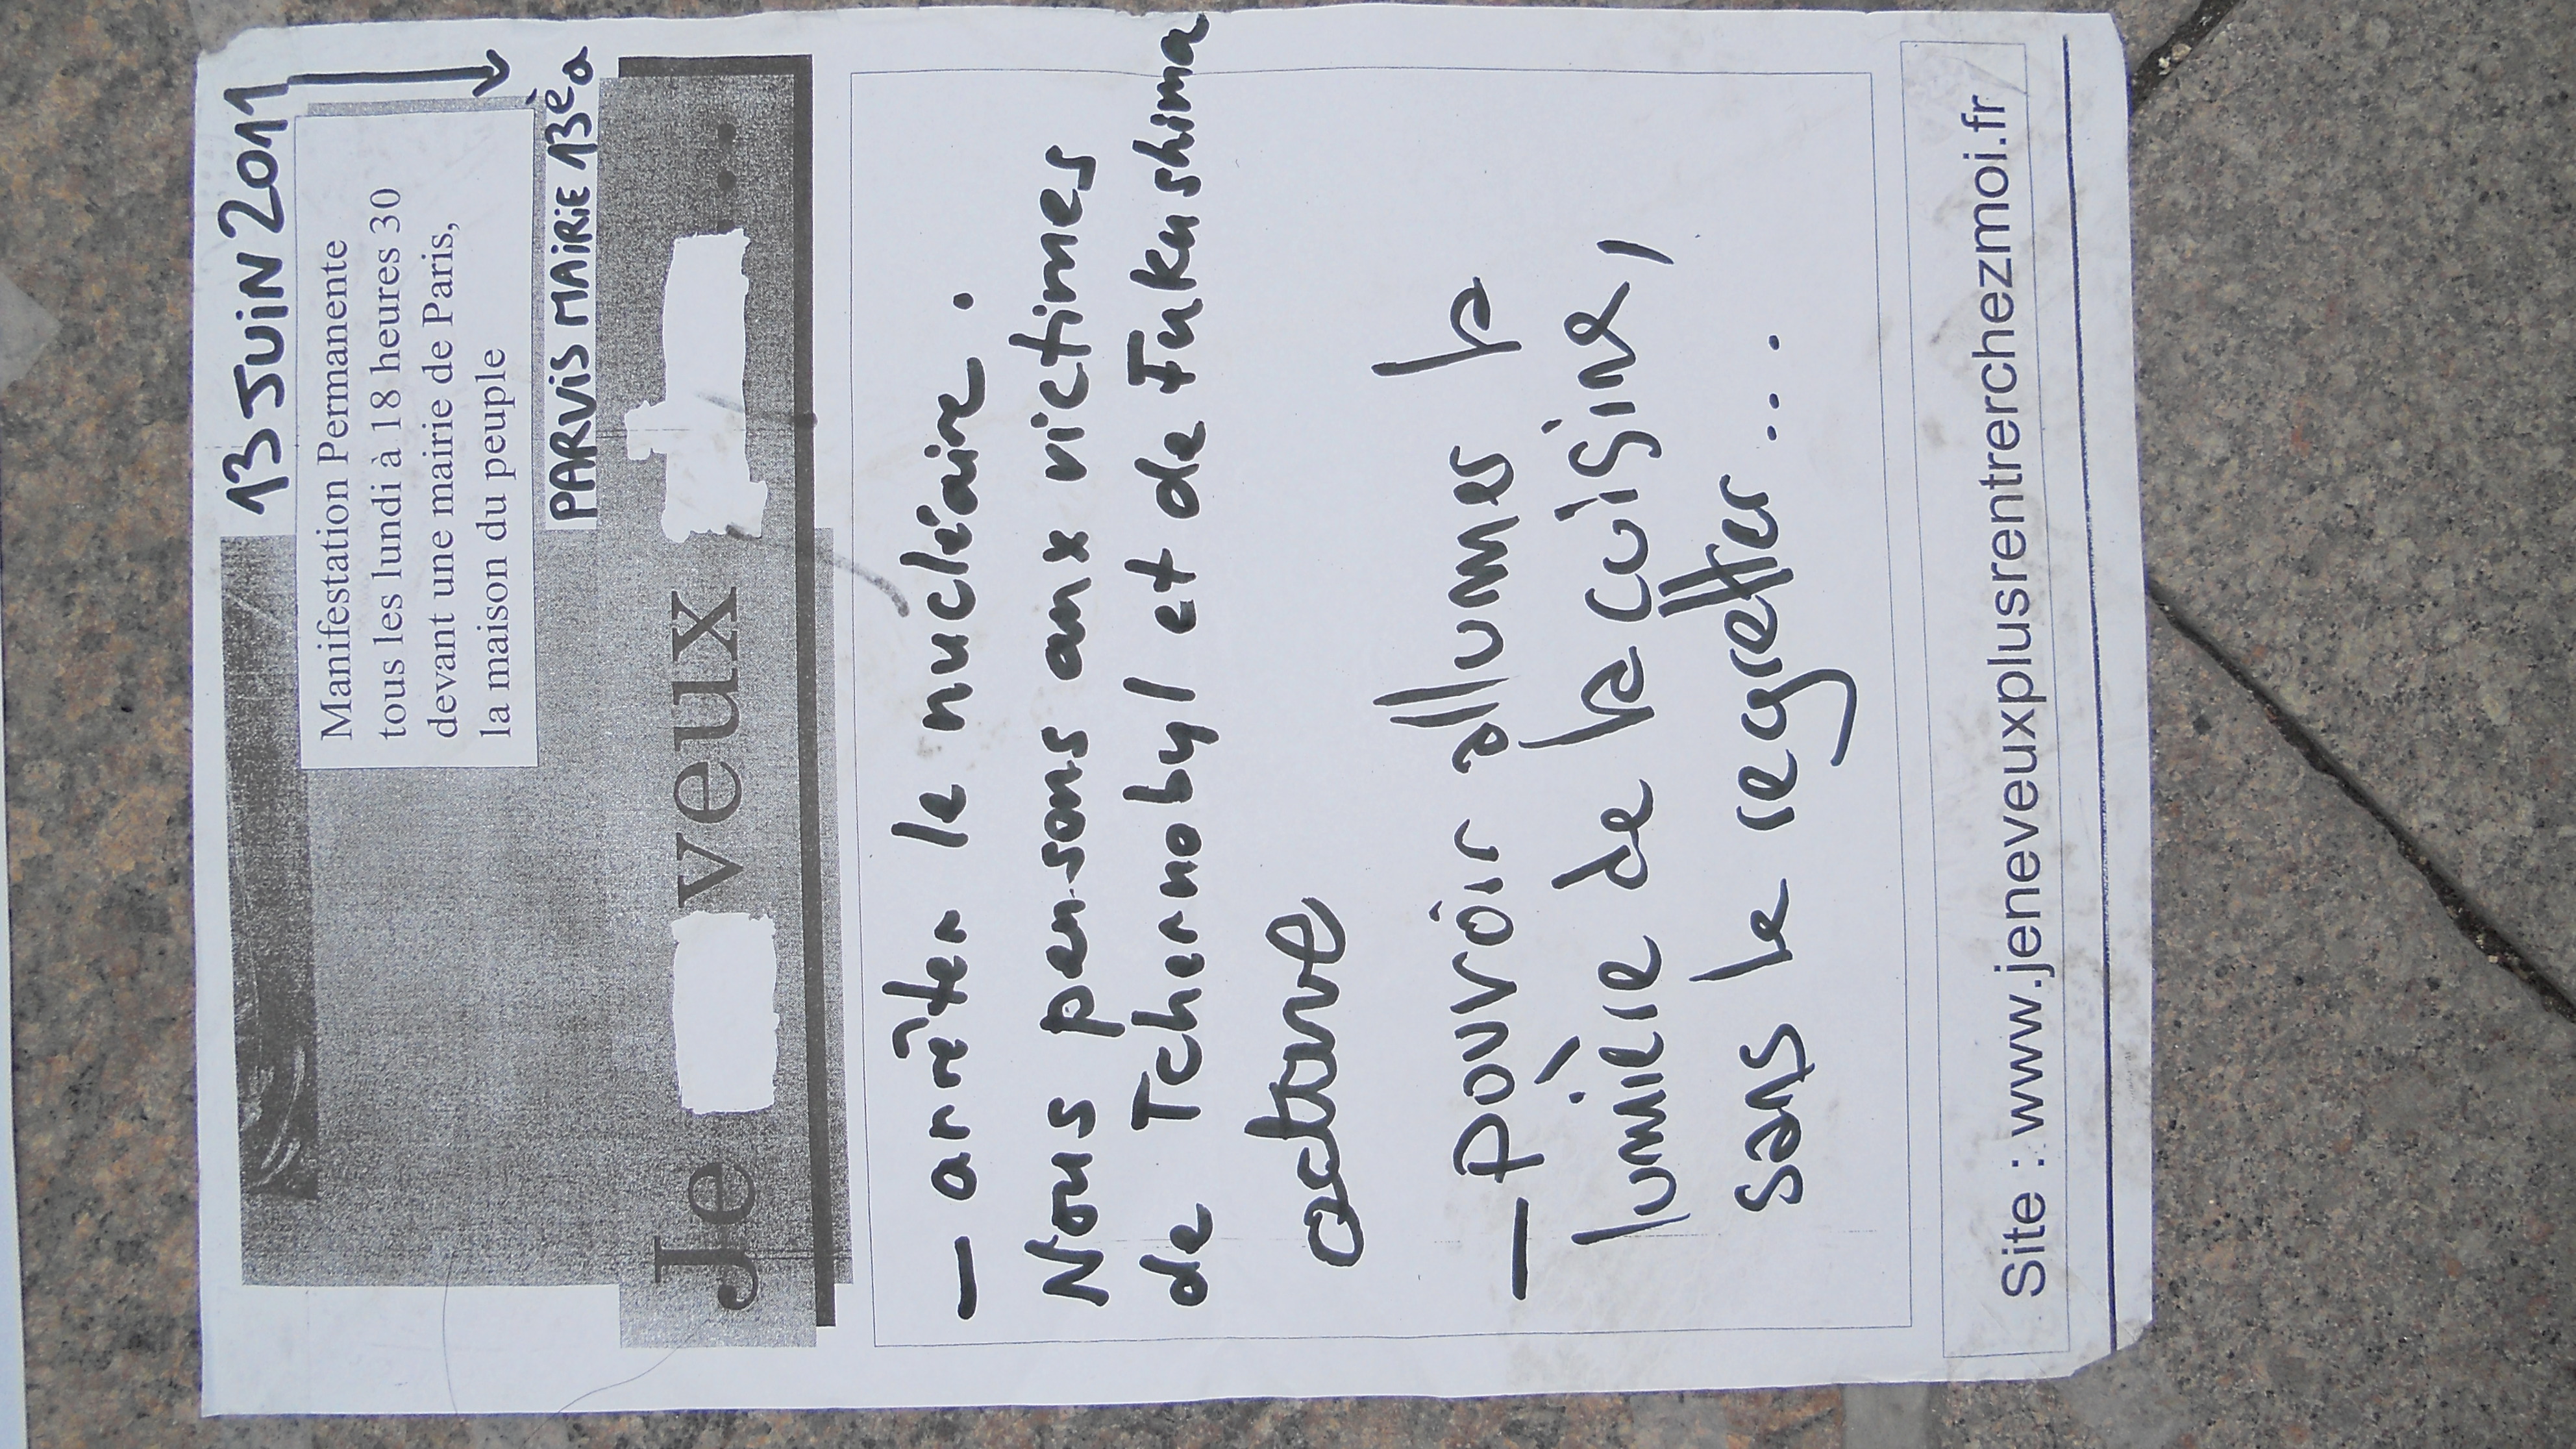 13 JUIN 2011
Manifestation Permanente
tous les lundi à 18 heures 30
devant une mairie de Paris,
la maison du peuple
PARVIS MAIRIE 13è
Je veux ...
— arrêter le nucléaire.
Nous pensons aux victimes
de Tchernobyl et de Fukushima
octave
— pouvoir allumer la
lumière de la cuisine,
sans le regretter ...
Site : www.jeneveuxplusrentrerchezmoi.fr